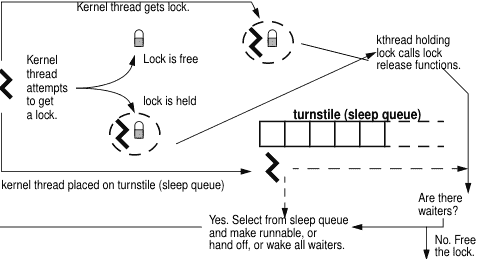 Kernel thread gets lock.
Kernel
thread
attempts
to get
a lock.
Lock is free
lock is held
kthread holding
lock calls lock
release functions.
turnstile (sleep queue)
kernel thread placed on turnstile (sleep queue)
Are there
waiters?
Yes. Select from sleep queue
and make runnable, or
hand off, or wake all waiters.
No. Free
the lock.